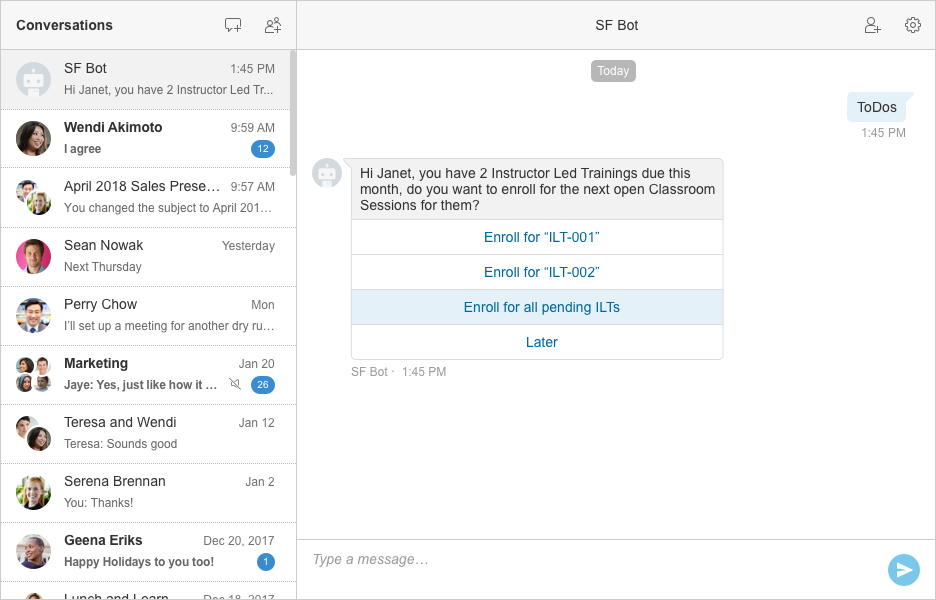 Conversations
SF Bot
1:45 PM
Hi Janet, you have 2 Instructor Led Tr...
Wendi Akimoto
9:59 AM
I agree
12
April 2018 Sales Prese…
9:57 AM
You changed the subject to April 201…
Sean Nowak
Yesterday
Next Thursday
Perry Chow
Mon
I’ll set up a meeting for another dry ru…
Marketing
Jan 20
Jaye: Yes, just like how it …
26
Teresa and Wendi
Jan 12
Teresa: Sounds good
Serena Brennan
Jan 2
You: Thanks!
Geena Eriks
Dec 20, 2017
Happy Holidays to you too!
1
Lunch and Learn
Dec 18, 2017
SF Bot
Today
ToDos
1:45 PM
Hi Janet, you have 2 Instructor Led Trainings due this
month, do you want to enroll for the next open Classroom
Sessions for them?
Enroll for “ILT-001”
Enroll for “ILT-002”
Enroll for all pending ILTs
Later
SF Bot · 1:45 PM
Type a message…